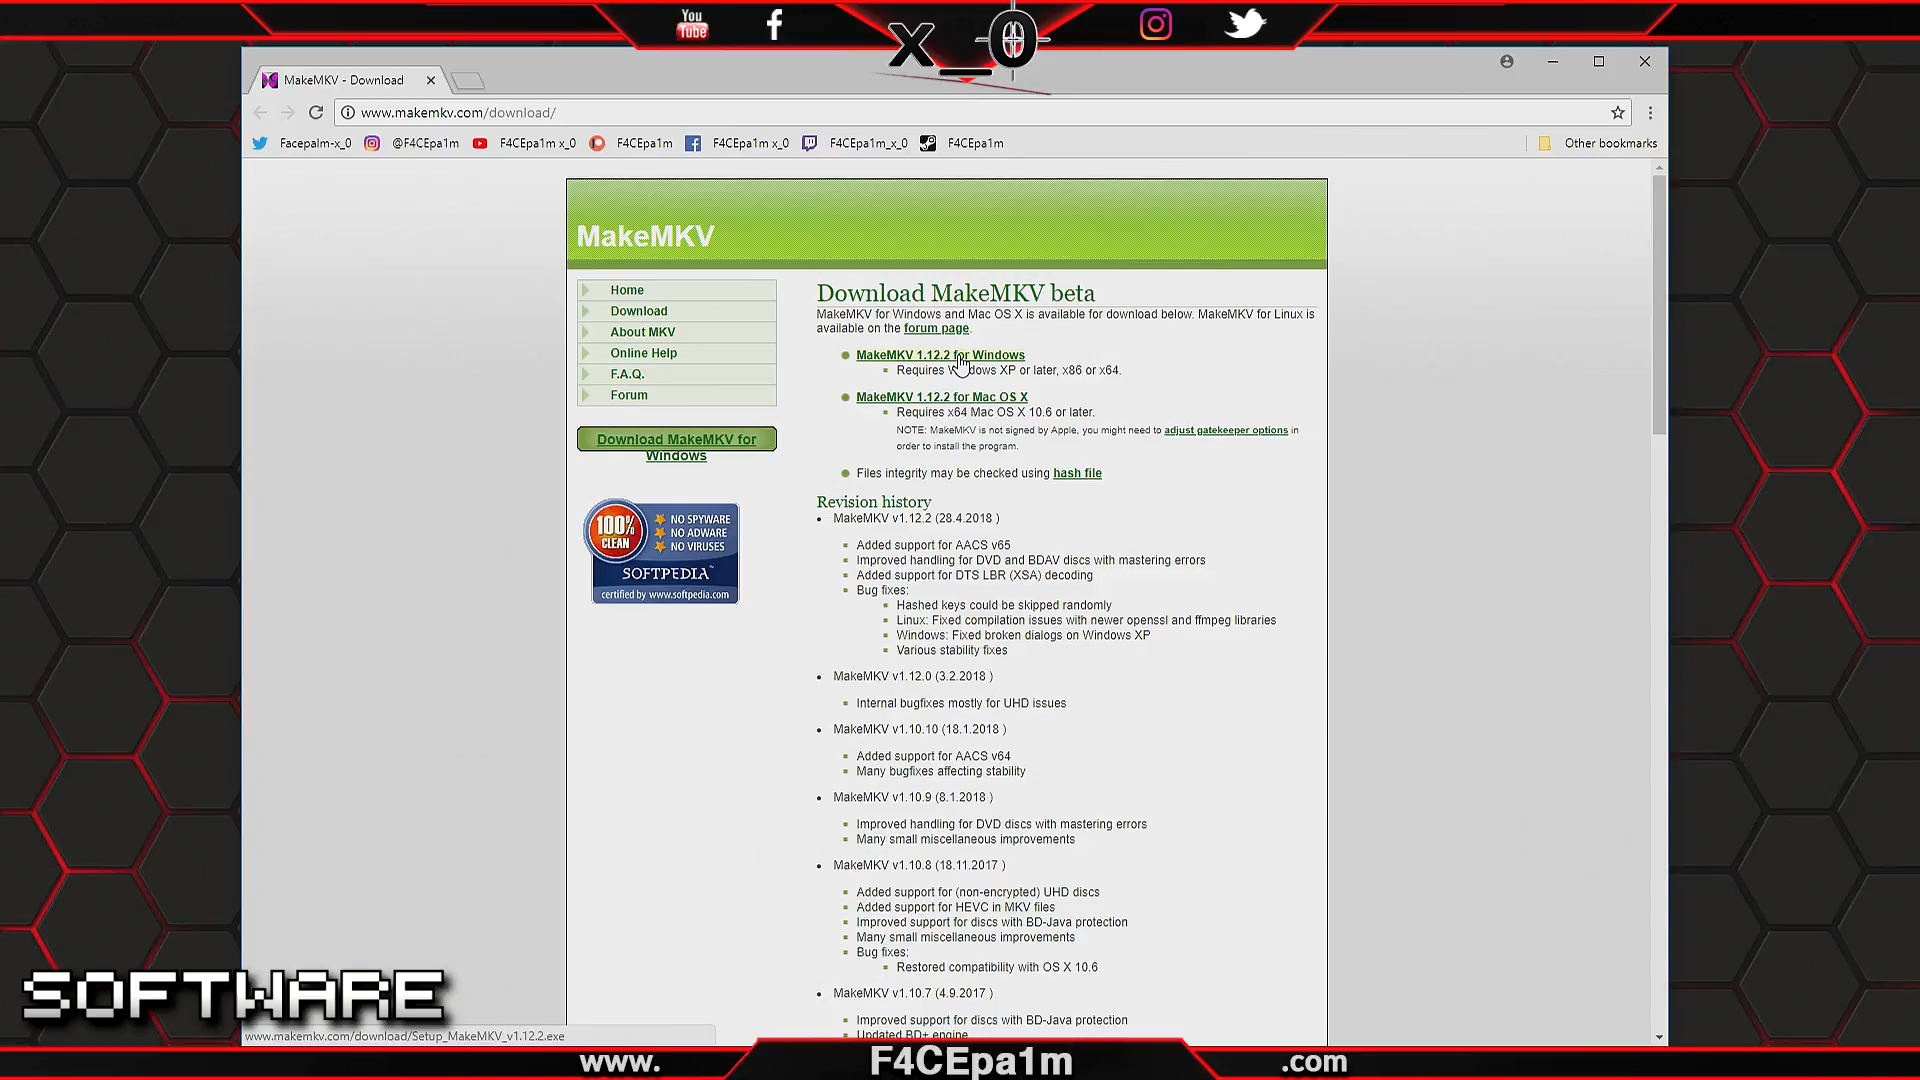 You
Tube
X_0
MakeMKV - Download
www.makemkv.com/download/
Facepalm-x_0
@F4CEpa1m
F4CEpa1m x_0
F4CEpa1m
F4CEpa1m x_0
F4CEpa1m_x_0
F4CEpa1m
Other bookmarks
MakeMKV
Home
Download
About MKV
Online Help
F.A.Q.
Forum
Download MakeMKV for
Windows
100%
CLEAN
NO SPYWARE
NO ADWARE
NO VIRUSES
SOFTPEDIA
certified by www.softpedia.com
Download MakeMKV beta
MakeMKV for Windows and Mac OS X is available for download below. MakeMKV for Linux is
available on the forum page.
MakeMKV 1.12.2 for Windows
Requires Windows XP or later, x86 or x64.
MakeMKV 1.12.2 for Mac OS X
Requires x64 Mac OS X 10.6 or later.
NOTE: MakeMKV is not signed by Apple, you might need to adjust gatekeeper options in
order to install the program.
Files integrity may be checked using hash file
Revision history
MakeMKV v1.12.2 (28.4.2018 )
Added support for AACS v65
Improved handling for DVD and BDAV discs with mastering errors
Added support for DTS LBR (XSA) decoding
Bug fixes:
Hashed keys could be skipped randomly
Linux: Fixed compilation issues with newer openssl and ffmpeg libraries
Windows: Fixed broken dialogs on Windows XP
Various stability fixes
MakeMKV v1.12.0 (3.2.2018 )
Internal bugfixes mostly for UHD issues
MakeMKV v1.10.10 (18.1.2018 )
Added support for AACS v64
Many bugfixes affecting stability
MakeMKV v1.10.9 (8.1.2018 )
Improved handling for DVD discs with mastering errors
Many small miscellaneous improvements
MakeMKV v1.10.8 (18.11.2017 )
Added support for (non-encrypted) UHD discs
Added support for HEVC in MKV files
Improved support for discs with BD-Java protection
Many small miscellaneous improvements
Bug fixes:
Restored compatibility with OS X 10.6
MakeMKV v1.10.7 (4.9.2017 )
Improved support for discs with BD-Java protection
Updated BD+ engine
SOFTWARE
www.makemkv.com/download/Setup_MakeMKV_v1.12.2.exe
www. F4CEpa1m .com